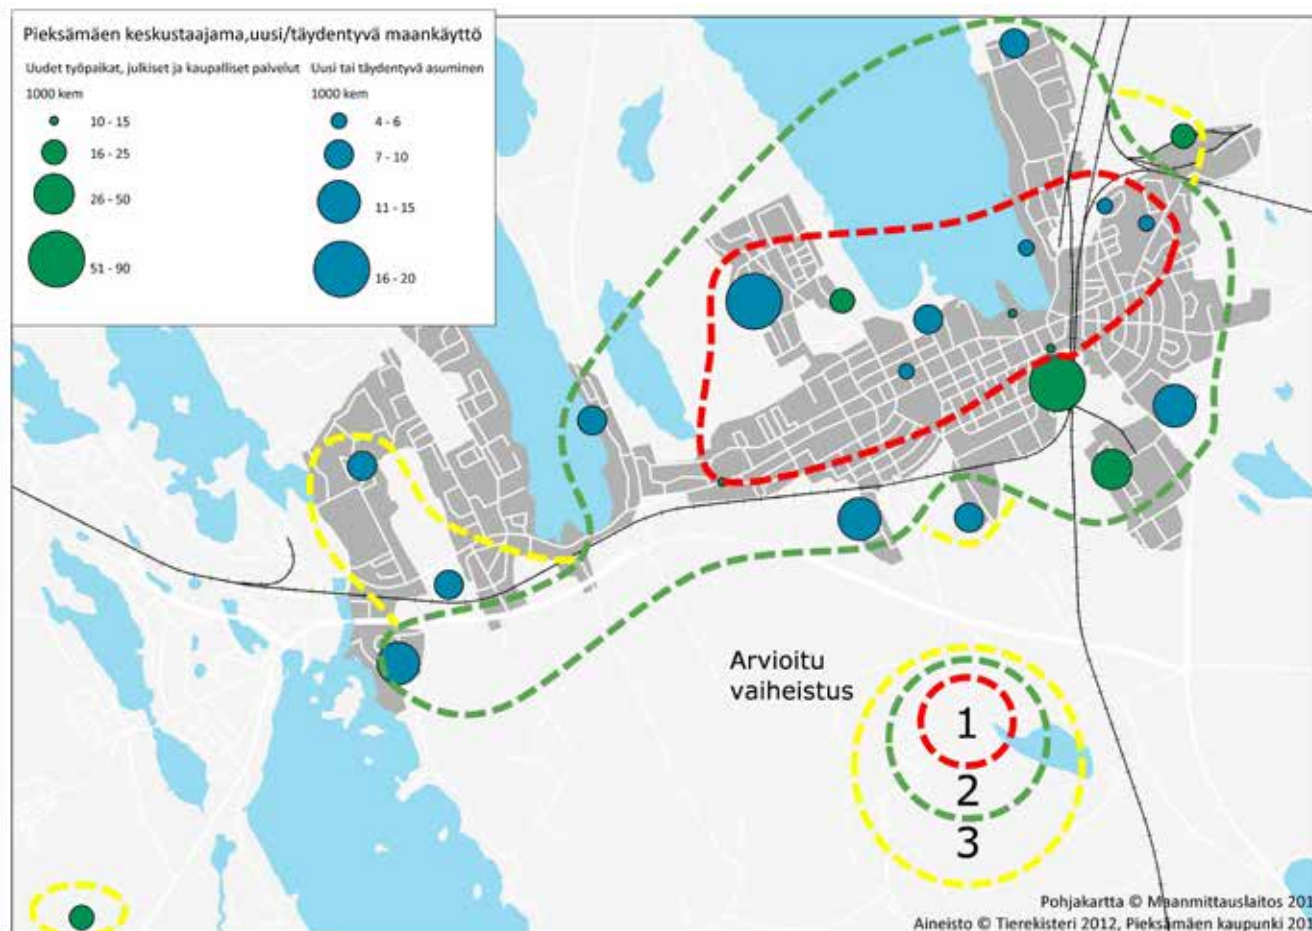 Pieksämäen keskustaajama,uusi/täydentyvä maankäyttö
Uudet työpaikat, julkiset ja kaupalliset palvelut
1000 kem
10 - 15
16 - 25
26 - 50
51 - 90
Uusi tai täydentyvä asuminen
1000 kem
4 - 6
7 - 10
11 - 15
16 - 20
Arvioitu
vaiheistus
1
2
3
Pohjakartta © Maanmittauslaitos 201
Aineisto © Tierekisteri 2012, Pieksämäen kaupunki 201